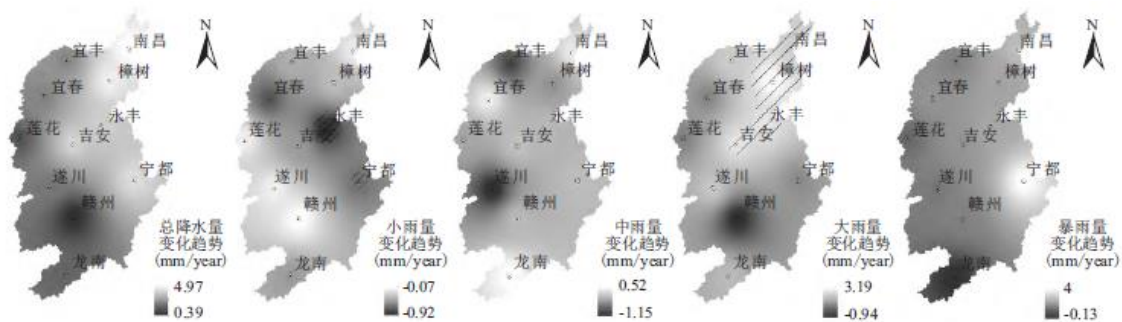 N
南昌
宜丰
樟树
宜春
永丰
莲花
吉安
宁都
遂川
赣州
龙南
总降水量
变化趋势
(mm/year)
4.97
0.39
N
南昌
宜丰
樟树
宜春
永丰
莲花
吉安
宁都
遂川
赣州
龙南
小雨量
变化趋势
(mm/year)
-0.07
-0.92
N
南昌
宜丰
樟树
宜春
永丰
莲花
吉安
宁都
遂川
赣州
龙南
中雨量
变化趋势
(mm/year)
0.52
-1.15
N
南昌
宜丰
樟树
宜春
永丰
莲花
吉安
宁都
遂川
赣州
龙南
大雨量
变化趋势
(mm/year)
3.19
-0.94
N
南昌
宜丰
樟树
宜春
永丰
莲花
吉安
宁都
遂川
赣州
龙南
暴雨量
变化趋势
(mm/year)
4
-0.13